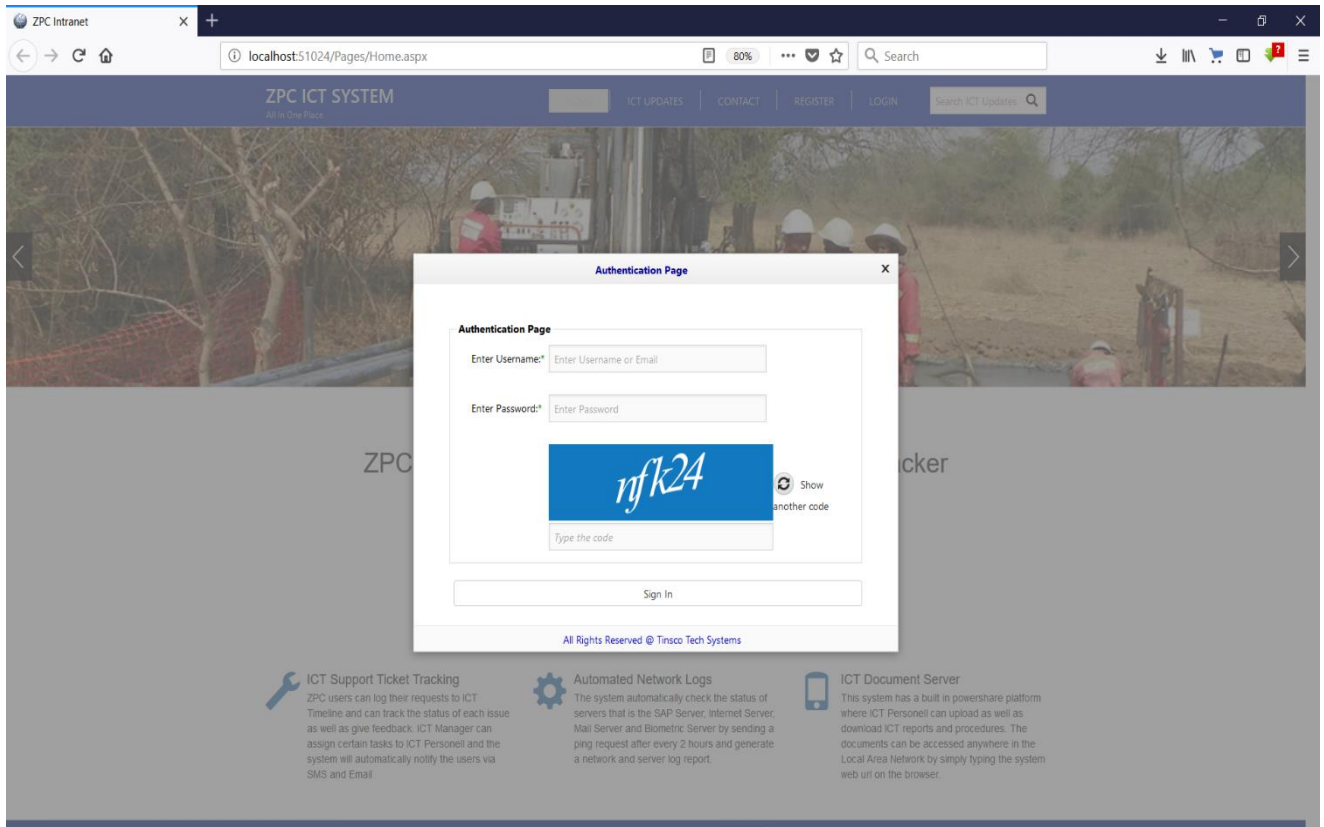 ZPC Intranet
localhost:51024/Pages/Home.aspx
80%
Search
?
ZPC ICT SYSTEM
All In One Place
ICT UPDATES
CONTACT
REGISTER
LOGIN
Search ICT Updates
Authentication Page
X
Authentication Page
Enter Username:*
Enter Username or Email
Enter Password:*
Enter Password
nfk24
Show
another code
Type the code
Sign In
All Rights Reserved @ Tinsco Tech Systems
ZPC
cker
ICT Support Ticket Tracking
ZPC users can log their requests to ICT
Timeline and can track the status of each issue
as well as give feedback. ICT Manager can
assign certain tasks to ICT Personell and the
system will automatically notify the users via
SMS and Email
Automated Network Logs
The system automatically check the status of
servers that is the SAP Server, Internet Server,
Mail Server and Biometric Server by sending a
ping request after every 2 hours and generate
a network and server log report.
ICT Document Server
This system has a built in powershare platform
where ICT Personell can upload as well as
download ICT reports and procedures. The
documents can be accessed anywhere in the
Local Area Network by simply typing the system
web url on the browser.